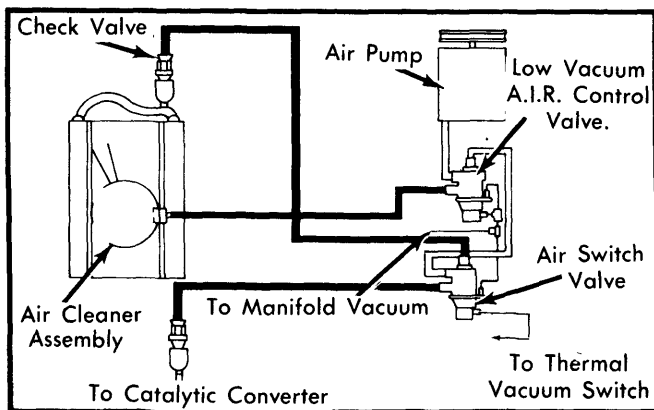 Check Valve
Air Pump
Low Vacuum
A.I.R. Control
Valve.
Air Switch
Valve
To Manifold Vacuum
Air Cleaner
Assembly
To Thermal
Vacuum Switch
To Catalytic Converter